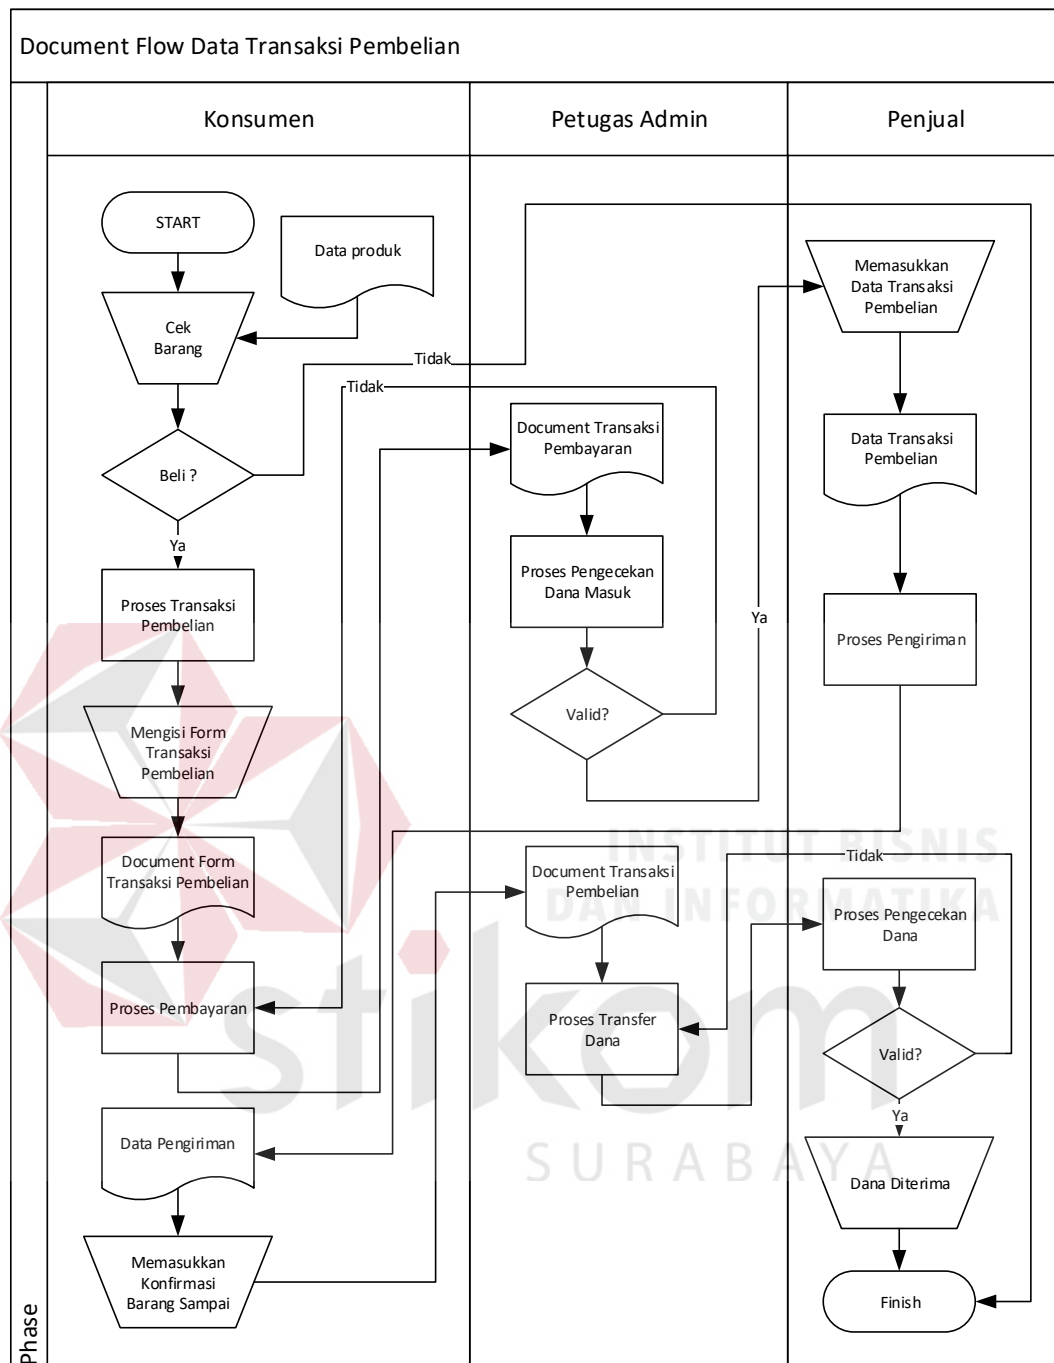 Document Flow Data Transaksi Pembelian
Konsumen
Petugas Admin
Penjual
Phase
START
Data produk
Cek
Barang
Tidak
Tidak
Beli ?
Ya
Proses Transaksi
Pembelian
Mengisi Form
Transaksi
Pembelian
Document Form
Transaksi Pembelian
Proses Pembayaran
Data Pengiriman
Memasukkan
Konfirmasi
Barang Sampai
Document Transaksi
Pembayaran
Proses Pengecekan
Dana Masuk
Valid?
Ya
Document Transaksi
Pembelian
Proses Transfer
Dana
Memasukkan
Data Transaksi
Pembelian
Data Transaksi
Pembelian
Proses Pengiriman
Tidak
Proses Pengecekan
Dana
Valid?
Ya
Dana Diterima
Finish
INSTITUT BISNIS
DAN INFORMATIKA
stikom
SURABAYA